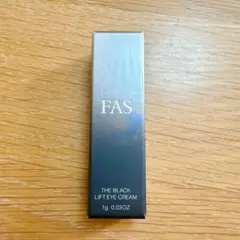 FAS
THE BLACK
LIFT EYE CREAM
1g 0.03OZ